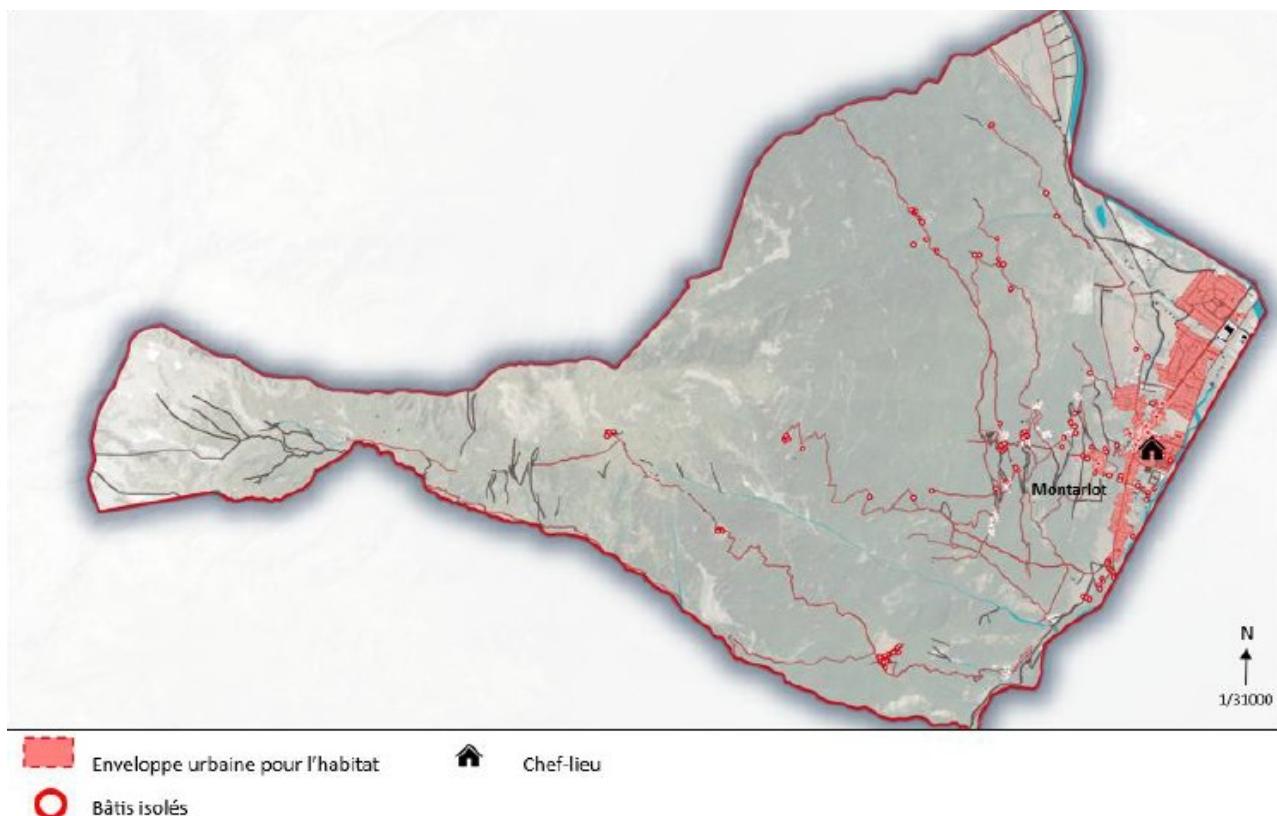 Montarlot
N
1/31000
Enveloppe urbaine pour l'habitat
Chef-lieu
Bâtis isolés